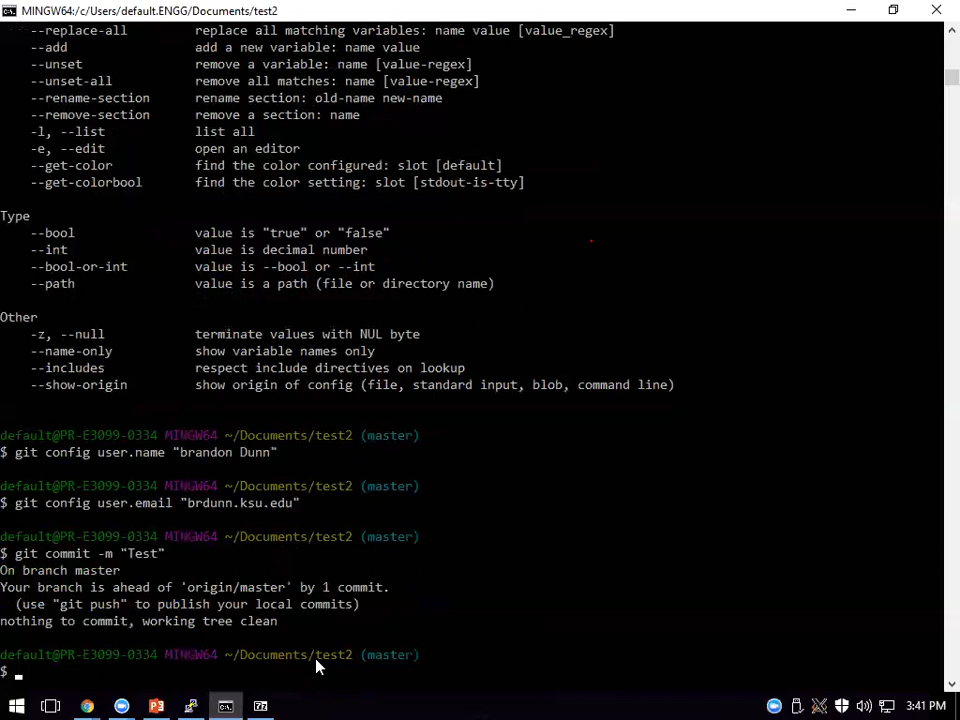 MINGW64:/c/Users/default.ENGG/Documents/test2
--replace-all replace all matching variables: name value [value_regex]
--add add a new variable: name value
--unset remove a variable: name [value-regex]
--unset-all remove all matches: name [value-regex]
--rename-section rename section: old-name new-name
--remove-section remove a section: name
-l, --list list all
-e, --edit open an editor
--get-color find the color configured: slot [default]
--get-colorbool find the color setting: slot [stdout-is-tty]
Type
--bool value is "true" or "false"
--int value is decimal number
--bool-or-int value is --bool or --int
--path value is a path (file or directory name)
Other
-z, --null terminate values with NUL byte
--name-only show variable names only
--includes respect include directives on lookup
--show-origin show origin of config (file, standard input, blob, command line)
default@PR-E3099-0334 MINGW64 ~/Documents/test2 (master)
$ git config user.name "brandon Dunn"
default@PR-E3099-0334 MINGW64 ~/Documents/test2 (master)
$ git config user.email "brdunn.ksu.edu"
default@PR-E3099-0334 MINGW64 ~/Documents/test2 (master)
$ git commit -m "Test"
On branch master
Your branch is ahead of 'origin/master' by 1 commit.
(use "git push" to publish your local commits)
nothing to commit, working tree clean
default@PR-E3099-0334 MINGW64 ~/Documents/test2 (master)
$
3:41 PM